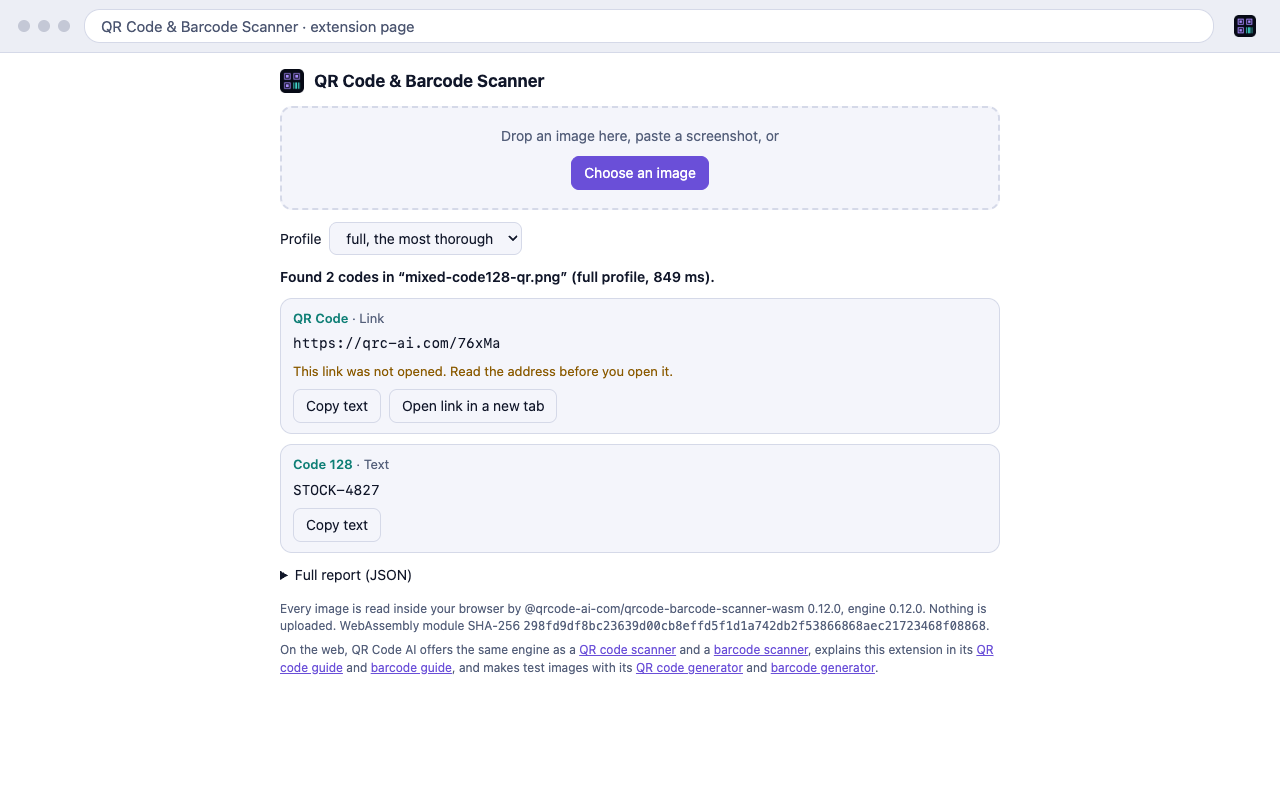 QR Code & Barcode Scanner · extension page
QR Code & Barcode Scanner
Drop an image here, paste a screenshot, or
Choose an image
Profile full, the most thorough
Found 2 codes in “mixed-code128-qr.png” (full profile, 849 ms).
QR Code · Link
https://qrc-ai.com/76xMa
This link was not opened. Read the address before you open it.
Copy text Open link in a new tab
Code 128 · Text
STOCK-4827
Copy text
Full report (JSON)
Every image is read inside your browser by @qrcode-ai-com/qrcode-barcode-scanner-wasm 0.12.0, engine 0.12.0. Nothing is
uploaded. WebAssembly module SHA-256 298fd9df8bc23639d00cb8effd5f1d1a742db2f53866868aec21723468f08868.
On the web, QR Code AI offers the same engine as a QR code scanner and a barcode scanner, explains this extension in its QR
code guide and barcode guide, and makes test images with its QR code generator and barcode generator.